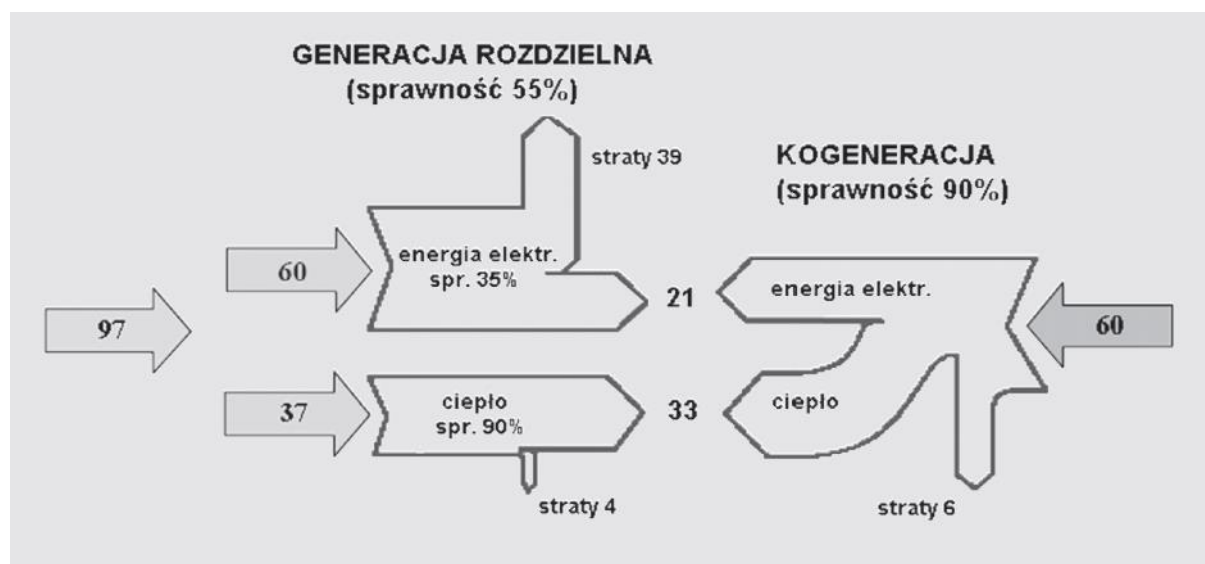 GENERACJA ROZDZIELNA
(sprawność 55%)
straty 39
KOGENERACJA
(sprawność 90%)
60
energia elektr.
spr. 35%
21
energia elektr.
97
60
37
ciepło
spr. 90%
33
ciepło
straty 4
straty 6